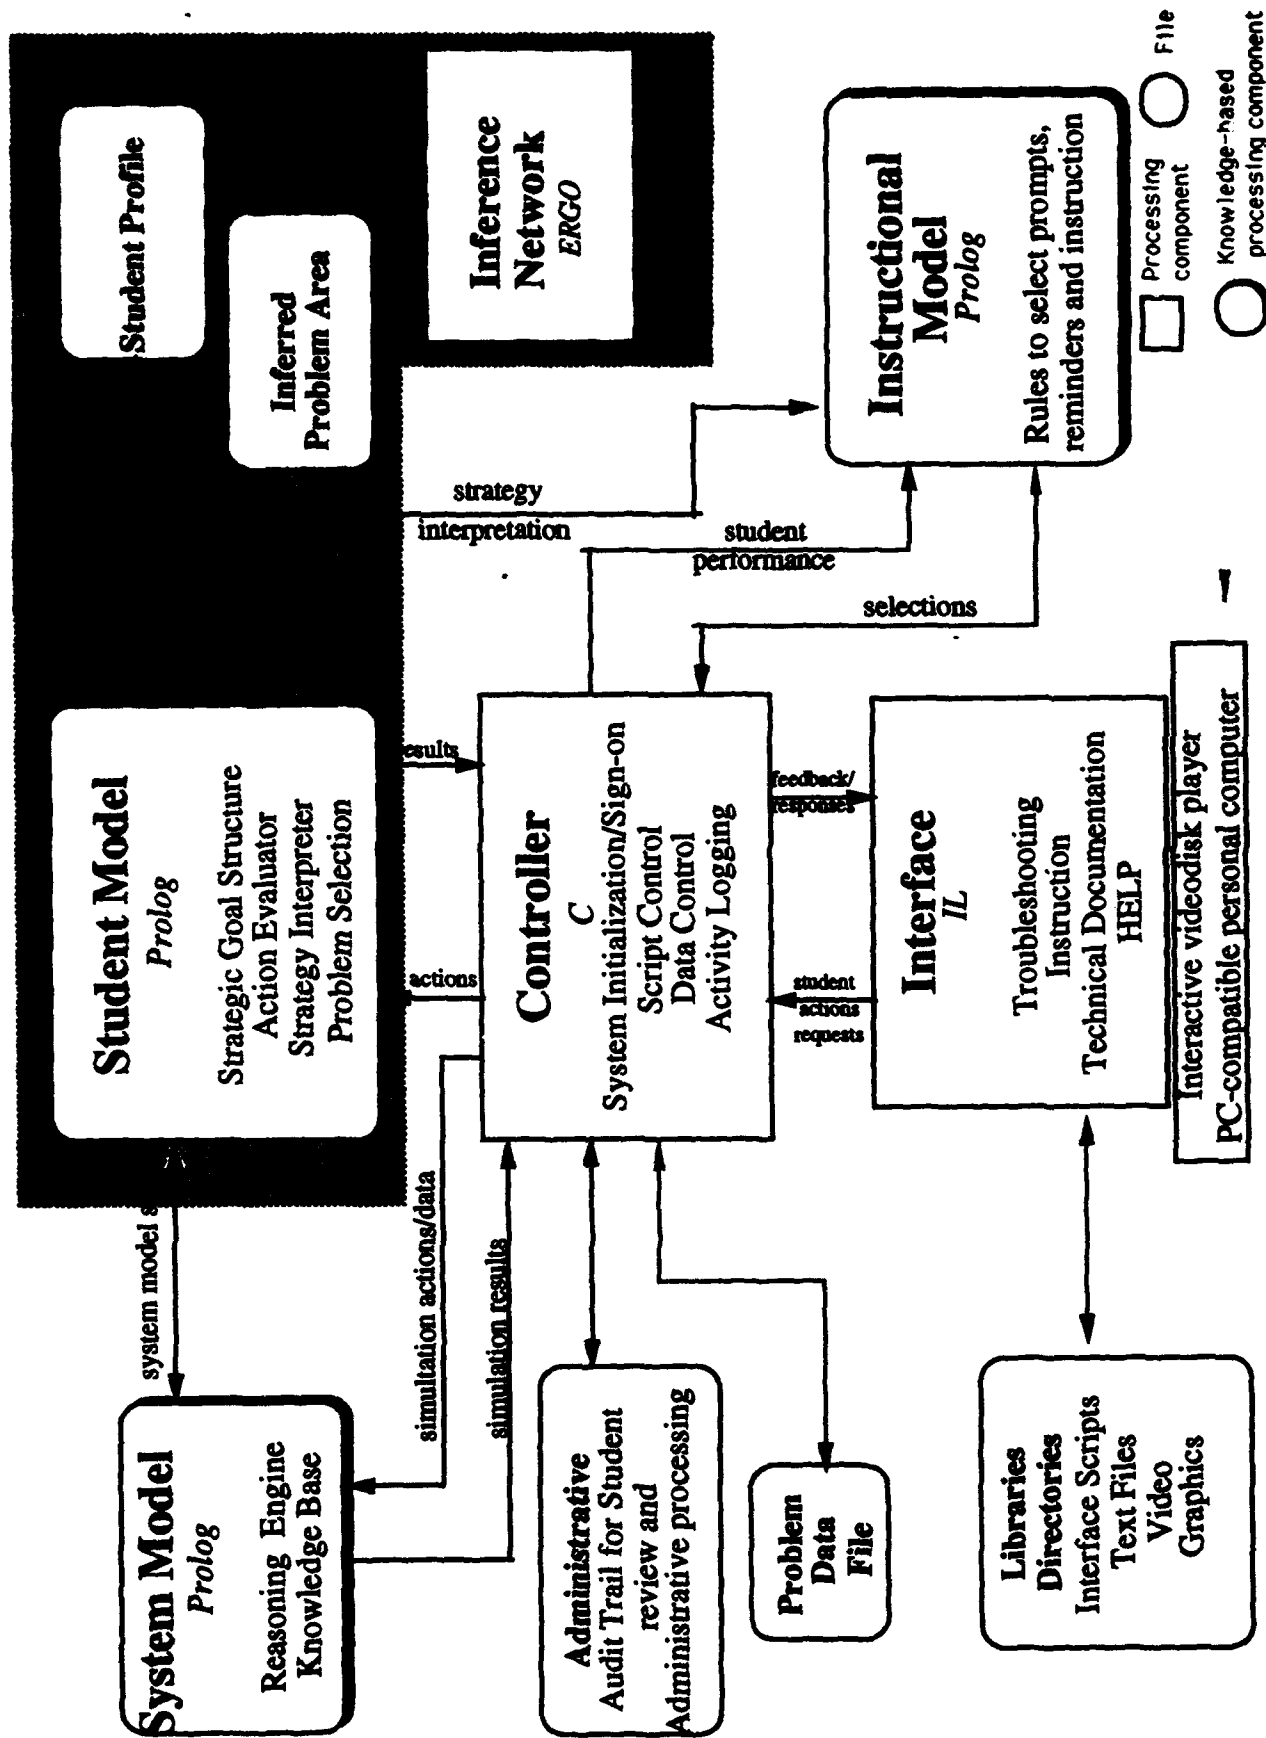 System Model
Prolog
Reasoning Engine
Knowledge Base
system model s
Student Model
Prolog
Strategic Goal Structure
Action Evaluator
Strategy Interpreter
Problem Selection
Student Profile
Inferred
Problem Area
Inference
Network
ERGO
simultation actions/data
simulation results
actions
esults
strategy
interpretation
student
performance
selections
Administrative
Audit Trail for Student
review and
Administrative processing
Controller
C
System Initialization/Sign-on
Script Control
Data Control
Activity Logging
Instructional
Model
Prolog
Rules to select prompts,
reminders and instruction
Problem
Data
File
student
actions
requests
feedback/
responses
Interface
IL
Troubleshooting
Instruction
Technical Documentation
HELP
Libraries
Directories
Interface Scripts
Text Files
Video
Graphics
Interactive videodisk player
PC-compatible personal computer
Processing
component
File
Knowledge-based
processing component